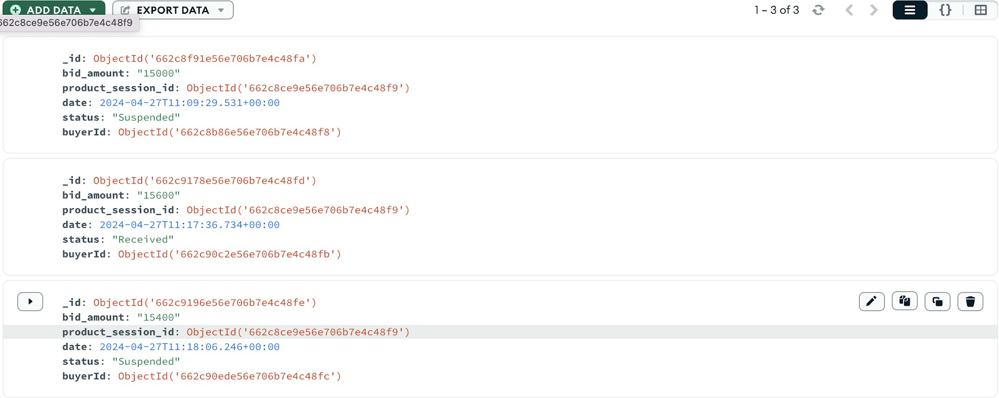 ADD DATA
EXPORT DATA
1 – 3 of 3
{}
662c8ce9e56e706b7e4c48f9
_id: ObjectId('662c8f91e56e706b7e4c48fa')
bid_amount: "15000"
product_session_id: ObjectId('662c8ce9e56e706b7e4c48f9')
date: 2024-04-27T11:09:29.531+00:00
status: "Suspended"
buyerId: ObjectId('662c8b86e56e706b7e4c48f8')
_id: ObjectId('662c9178e56e706b7e4c48fd')
bid_amount: "15600"
product_session_id: ObjectId('662c8ce9e56e706b7e4c48f9')
date: 2024-04-27T11:17:36.734+00:00
status: "Received"
buyerId: ObjectId('662c90c2e56e706b7e4c48fb')
_id: ObjectId('662c9196e56e706b7e4c48fe')
bid_amount: "15400"
product_session_id: ObjectId('662c8ce9e56e706b7e4c48f9')
date: 2024-04-27T11:18:06.246+00:00
status: "Suspended"
buyerId: ObjectId('662c90ede56e706b7e4c48fc')